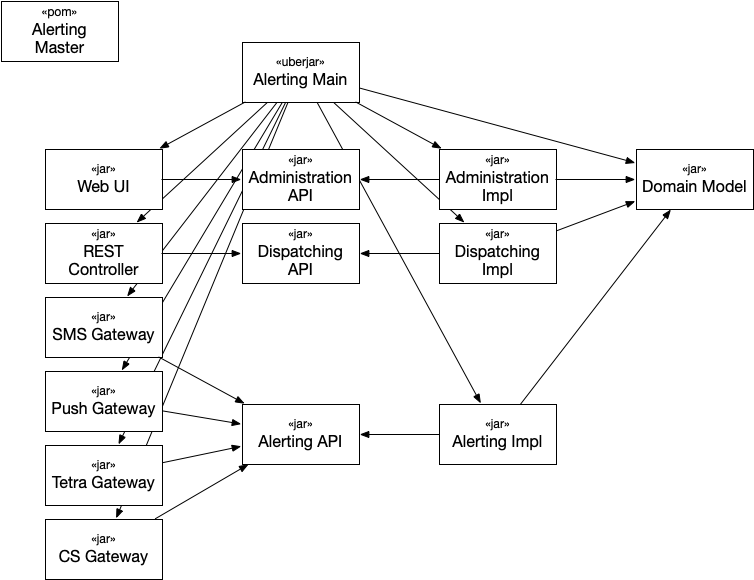 «pom»
Alerting
Master
«uberjar»
Alerting Main
«jar»
Web UI
«jar»
Administration
API
«jar»
Administration
Impl
«jar»
Domain Model
«jar»
REST
Controller
«jar»
Dispatching
API
«jar»
Dispatching
Impl
«jar»
SMS Gateway
«jar»
Push Gateway
«jar»
Alerting API
«jar»
Alerting Impl
«jar»
Tetra Gateway
«jar»
CS Gateway